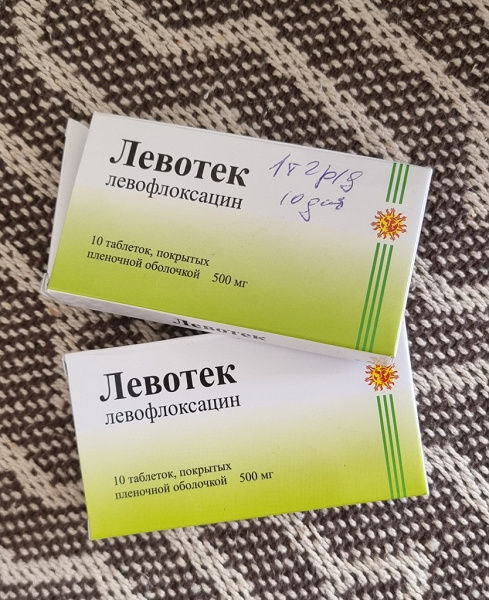 Левотек
левофлоксацин
1т 2р/д
10 дней
10 таблеток, покрытых
пленочной оболочкой 500 мг
Левотек
Левотек
левофлоксацин
10 таблеток, покрытых
пленочной оболочкой 500 мг